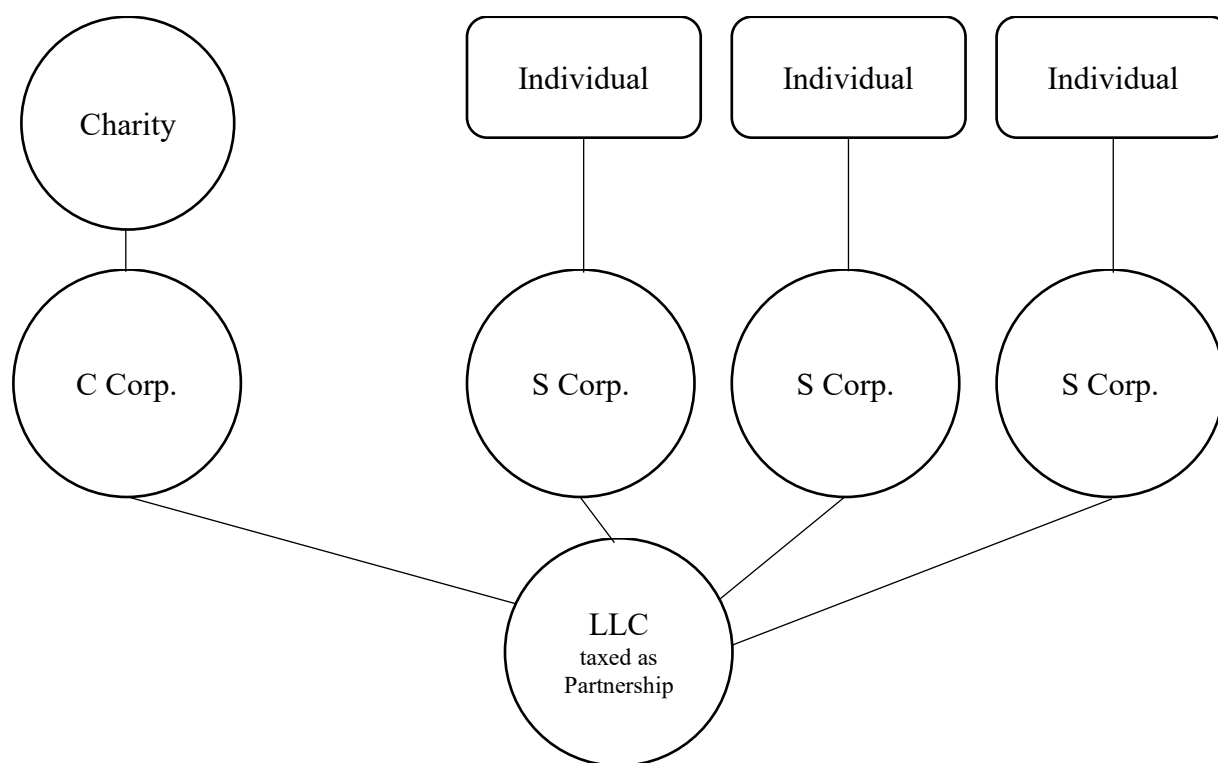 Individual
Individual
Individual
Charity
C Corp.
S Corp.
S Corp.
S Corp.
LLC
taxed as
Partnership